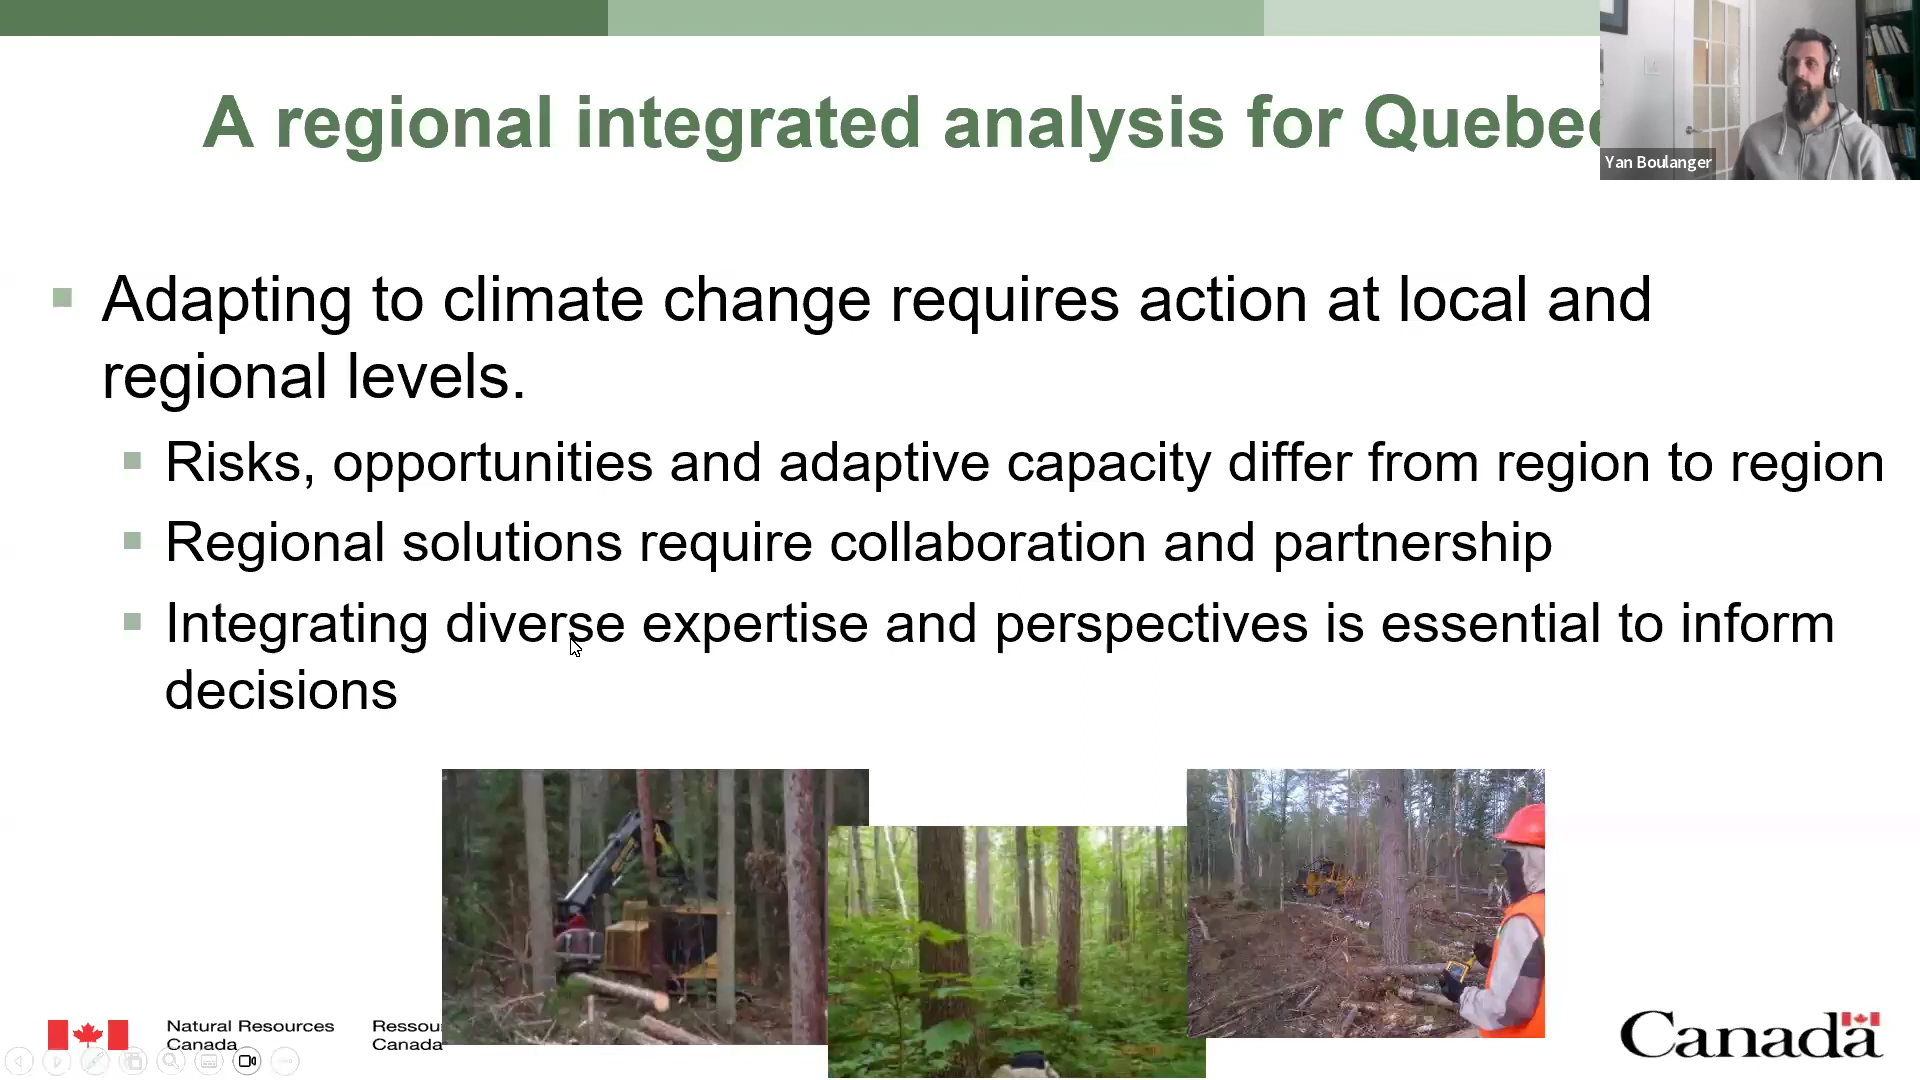 A regional integrated analysis for Quebec
Yan Boulanger
Adapting to climate change requires action at local and
regional levels.
Risks, opportunities and adaptive capacity differ from region to region
Regional solutions require collaboration and partnership
Integrating diverse expertise and perspectives is essential to inform
decisions
Natural Resources
Canada
Ressou
Canada
Canada